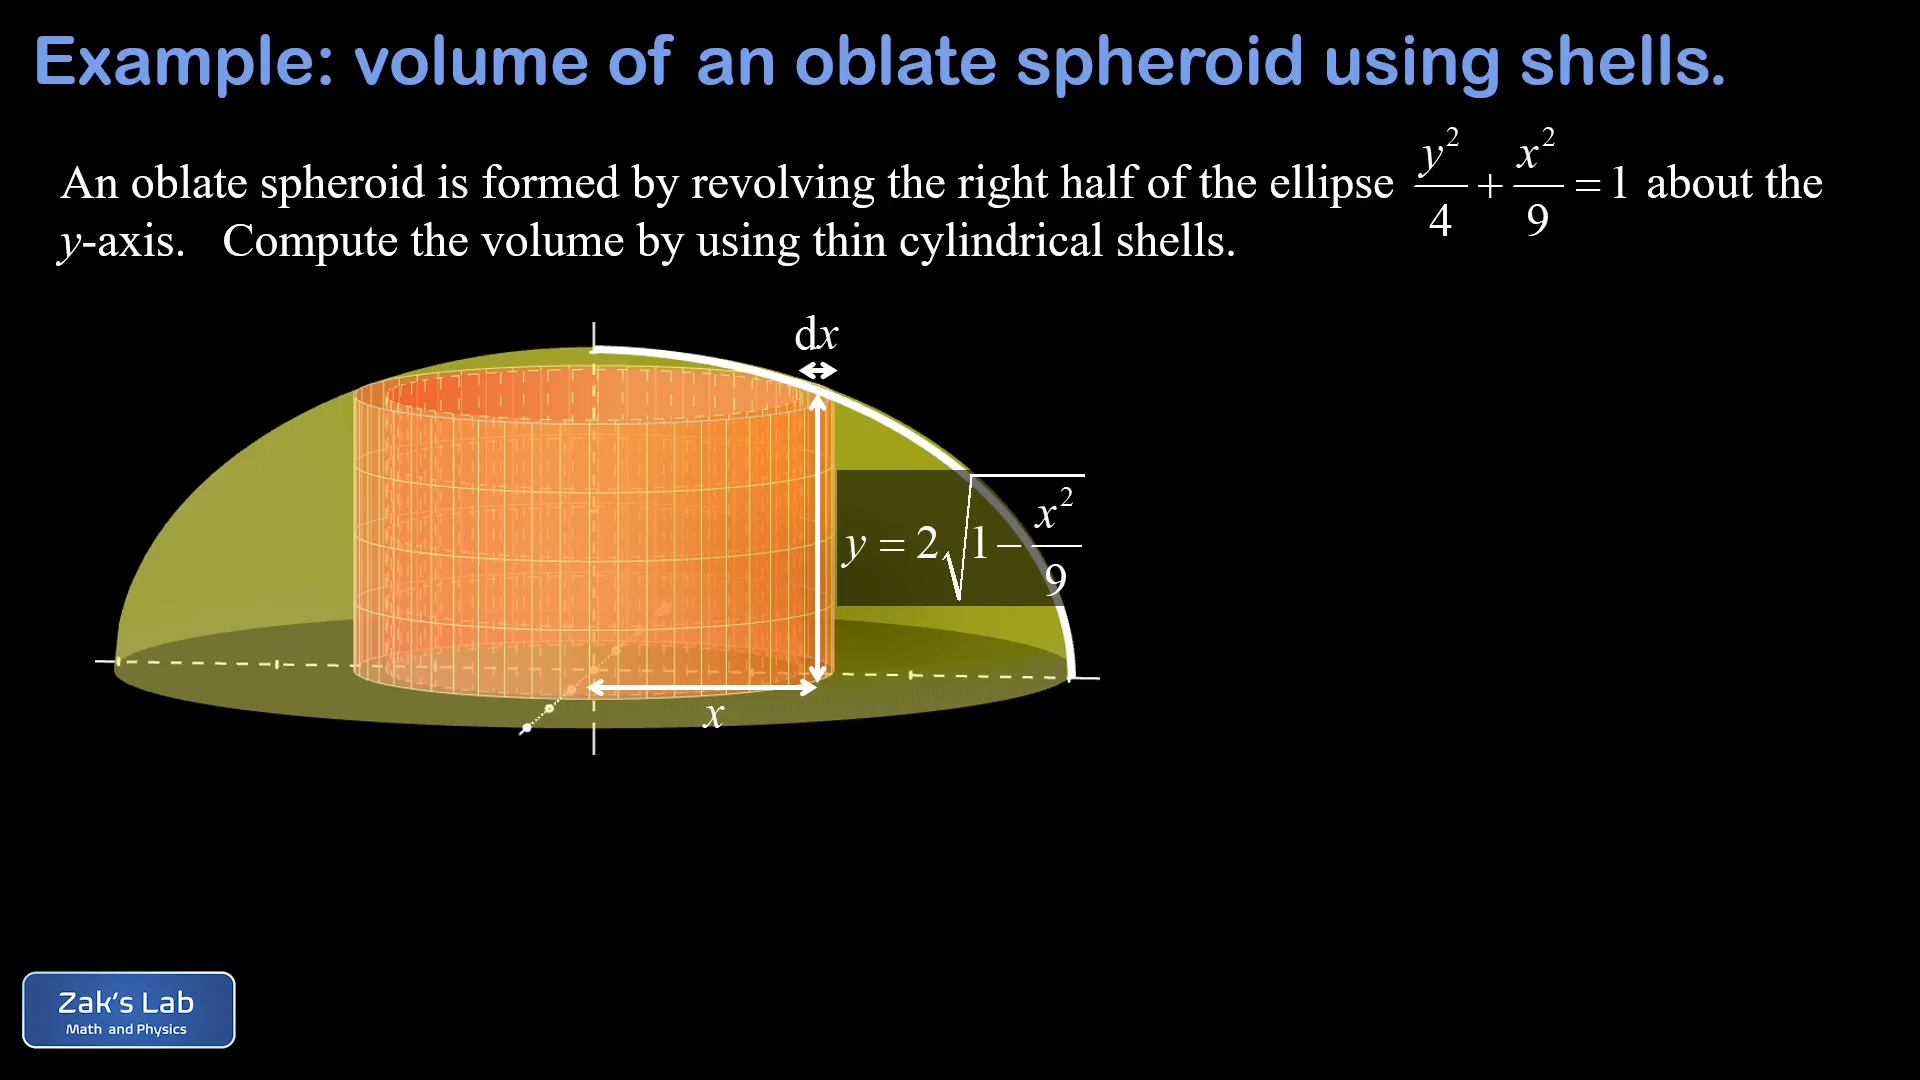 Example: volume of an oblate spheroid using shells.
An oblate spheroid is formed by revolving the right half of the ellipse y²/4 + x²/9 = 1 about the
y-axis. Compute the volume by using thin cylindrical shells.
dx
y = 2√(1 − x²/9)
x
Zak's Lab
Math and Physics